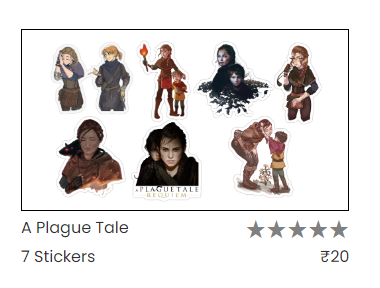 A PLAGUE TALE
REQUIEM
A Plague Tale
7 Stickers
₹20